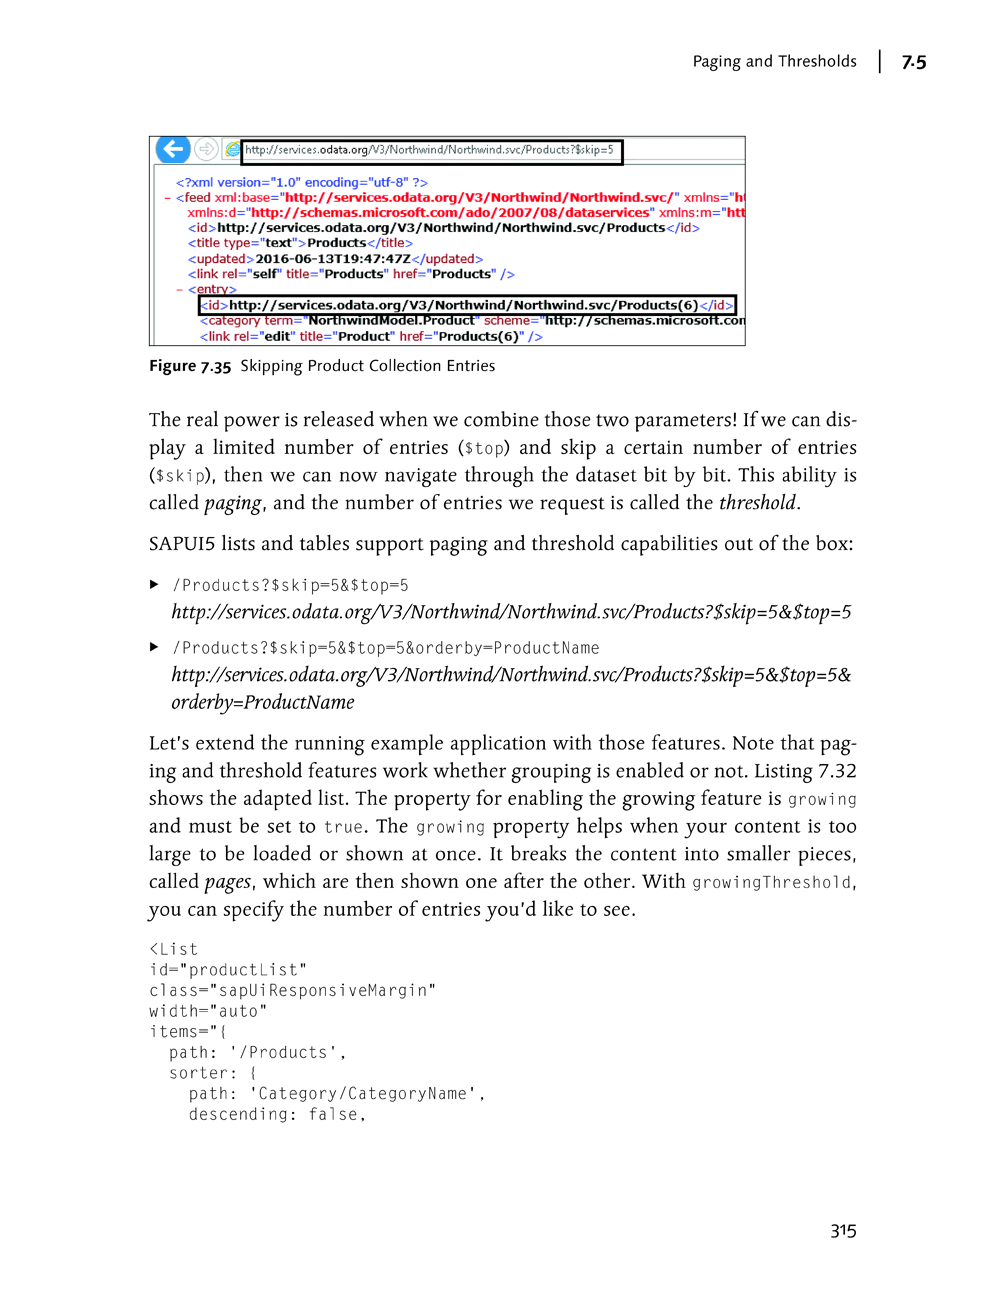 Paging and Thresholds | 7.5
http://services.odata.org/V3/Northwind/Northwind.svc/Products?$skip=5
<?xml version="1.0" encoding="utf-8" ?>
– <feed xml:base="http://services.odata.org/V3/Northwind/Northwind.svc/" xmlns="ht
xmlns:d="http://schemas.microsoft.com/ado/2007/08/dataservices" xmlns:m="htt
<id>http://services.odata.org/V3/Northwind/Northwind.svc/Products</id>
<title type="text">Products</title>
<updated>2016-06-13T19:47:47Z</updated>
<link rel="self" title="Products" href="Products" />
– <entry>
<id>http://services.odata.org/V3/Northwind/Northwind.svc/Products(6)</id>
<category term="NorthwindModel.Product" scheme="http://schemas.microsoft.con
<link rel="edit" title="Product" href="Products(6)" />
Figure 7.35 Skipping Product Collection Entries
The real power is released when we combine those two parameters! If we can dis-
play a limited number of entries ($top) and skip a certain number of entries
($skip), then we can now navigate through the dataset bit by bit. This ability is
called paging, and the number of entries we request is called the threshold.
SAPUI5 lists and tables support paging and threshold capabilities out of the box:
▶ /Products?$skip=5&$top=5
http://services.odata.org/V3/Northwind/Northwind.svc/Products?$skip=5&$top=5
▶ /Products?$skip=5&$top=5&orderby=ProductName
http://services.odata.org/V3/Northwind/Northwind.svc/Products?$skip=5&$top=5&
orderby=ProductName
Let's extend the running example application with those features. Note that pag-
ing and threshold features work whether grouping is enabled or not. Listing 7.32
shows the adapted list. The property for enabling the growing feature is growing
and must be set to true. The growing property helps when your content is too
large to be loaded or shown at once. It breaks the content into smaller pieces,
called pages, which are then shown one after the other. With growingThreshold,
you can specify the number of entries you'd like to see.
<List
id="productList"
class="sapUiResponsiveMargin"
width="auto"
items="{
path: '/Products',
sorter: {
path: 'Category/CategoryName',
descending: false,
315